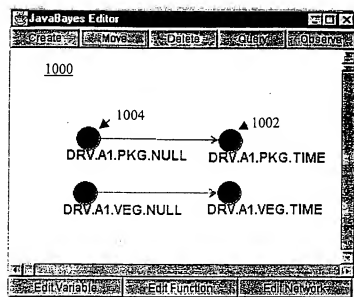 JavaBayes Editor
Create Move Delete Query Observe
1000
1004
1002
DRV.A1.PKG.NULL DRV.A1.PKG.TIME
DRV.A1.VEG.NULL DRV.A1.VEG.TIME
Edit Variable Edit Function Edit Network